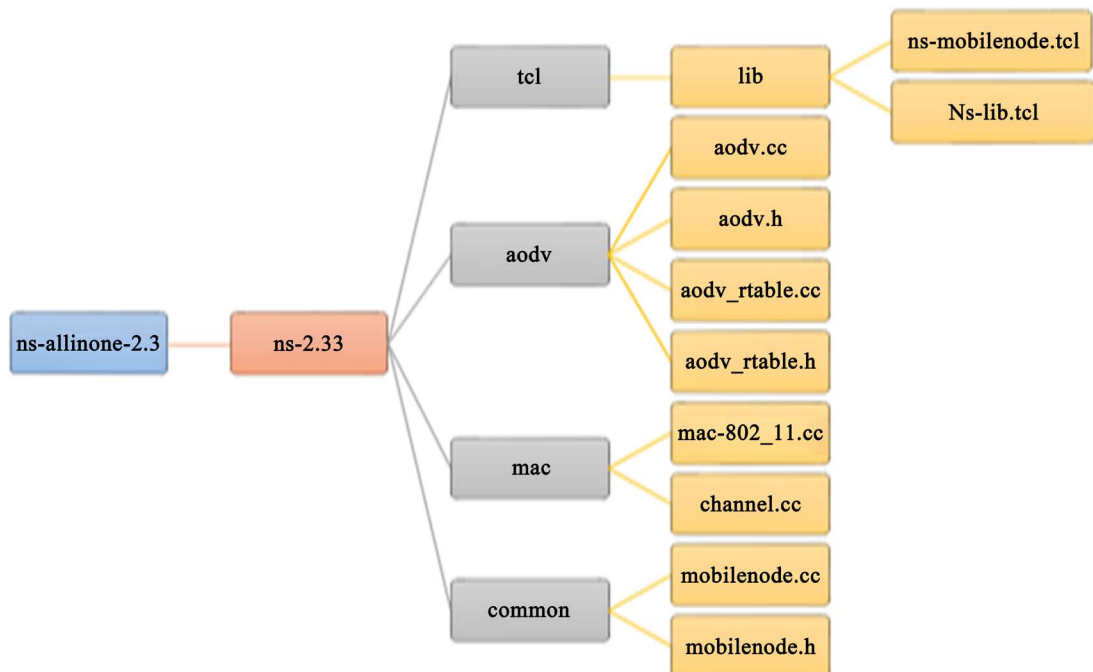 ns-allinone-2.3
ns-2.33
tcl
lib
ns-mobilenode.tcl
Ns-lib.tcl
aodv
aodv.cc
aodv.h
aodv_rtable.cc
aodv_rtable.h
mac
mac-802_11.cc
channel.cc
common
mobilenode.cc
mobilenode.h